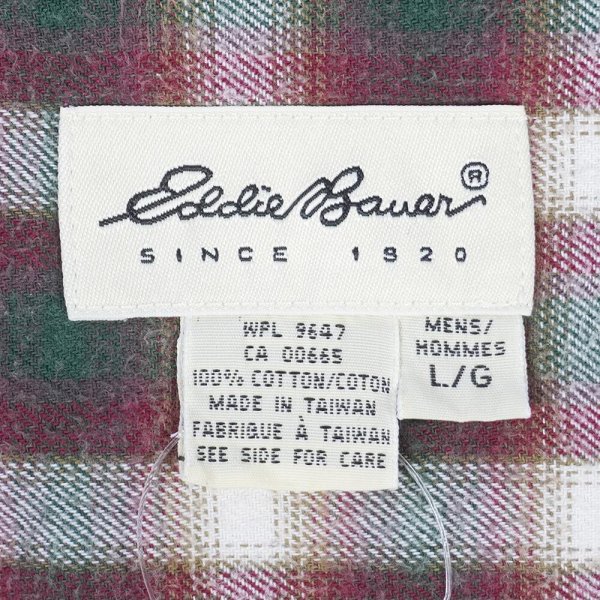 Eddie Bauer®
SINCE 1920
WPL 9647
CA 00665
100% COTTON/COTON
MADE IN TAIWAN
FABRIQUE À TAIWAN
SEE SIDE FOR CARE
MENS/
HOMMES
L/G